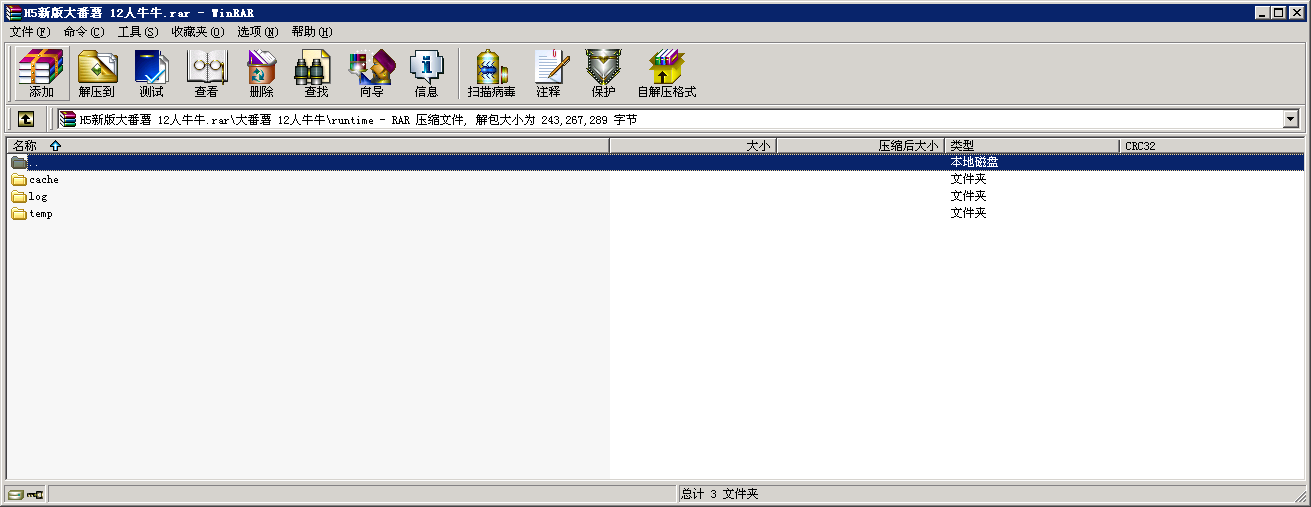 H5新版大番薯 12人牛牛.rar - WinRAR
文件(F) 命令(C) 工具(S) 收藏夹(O) 选项(N) 帮助(H)
添加 解压到 测试 查看 删除 查找 向导 信息 扫描病毒 注释 保护 自解压格式
H5新版大番薯 12人牛牛.rar\大番薯 12人牛牛\runtime - RAR 压缩文件, 解包大小为 243,267,289 字节
名称 大小 压缩后大小 类型 CRC32
.. 本地磁盘
cache 文件夹
log 文件夹
temp 文件夹
总计 3 文件夹